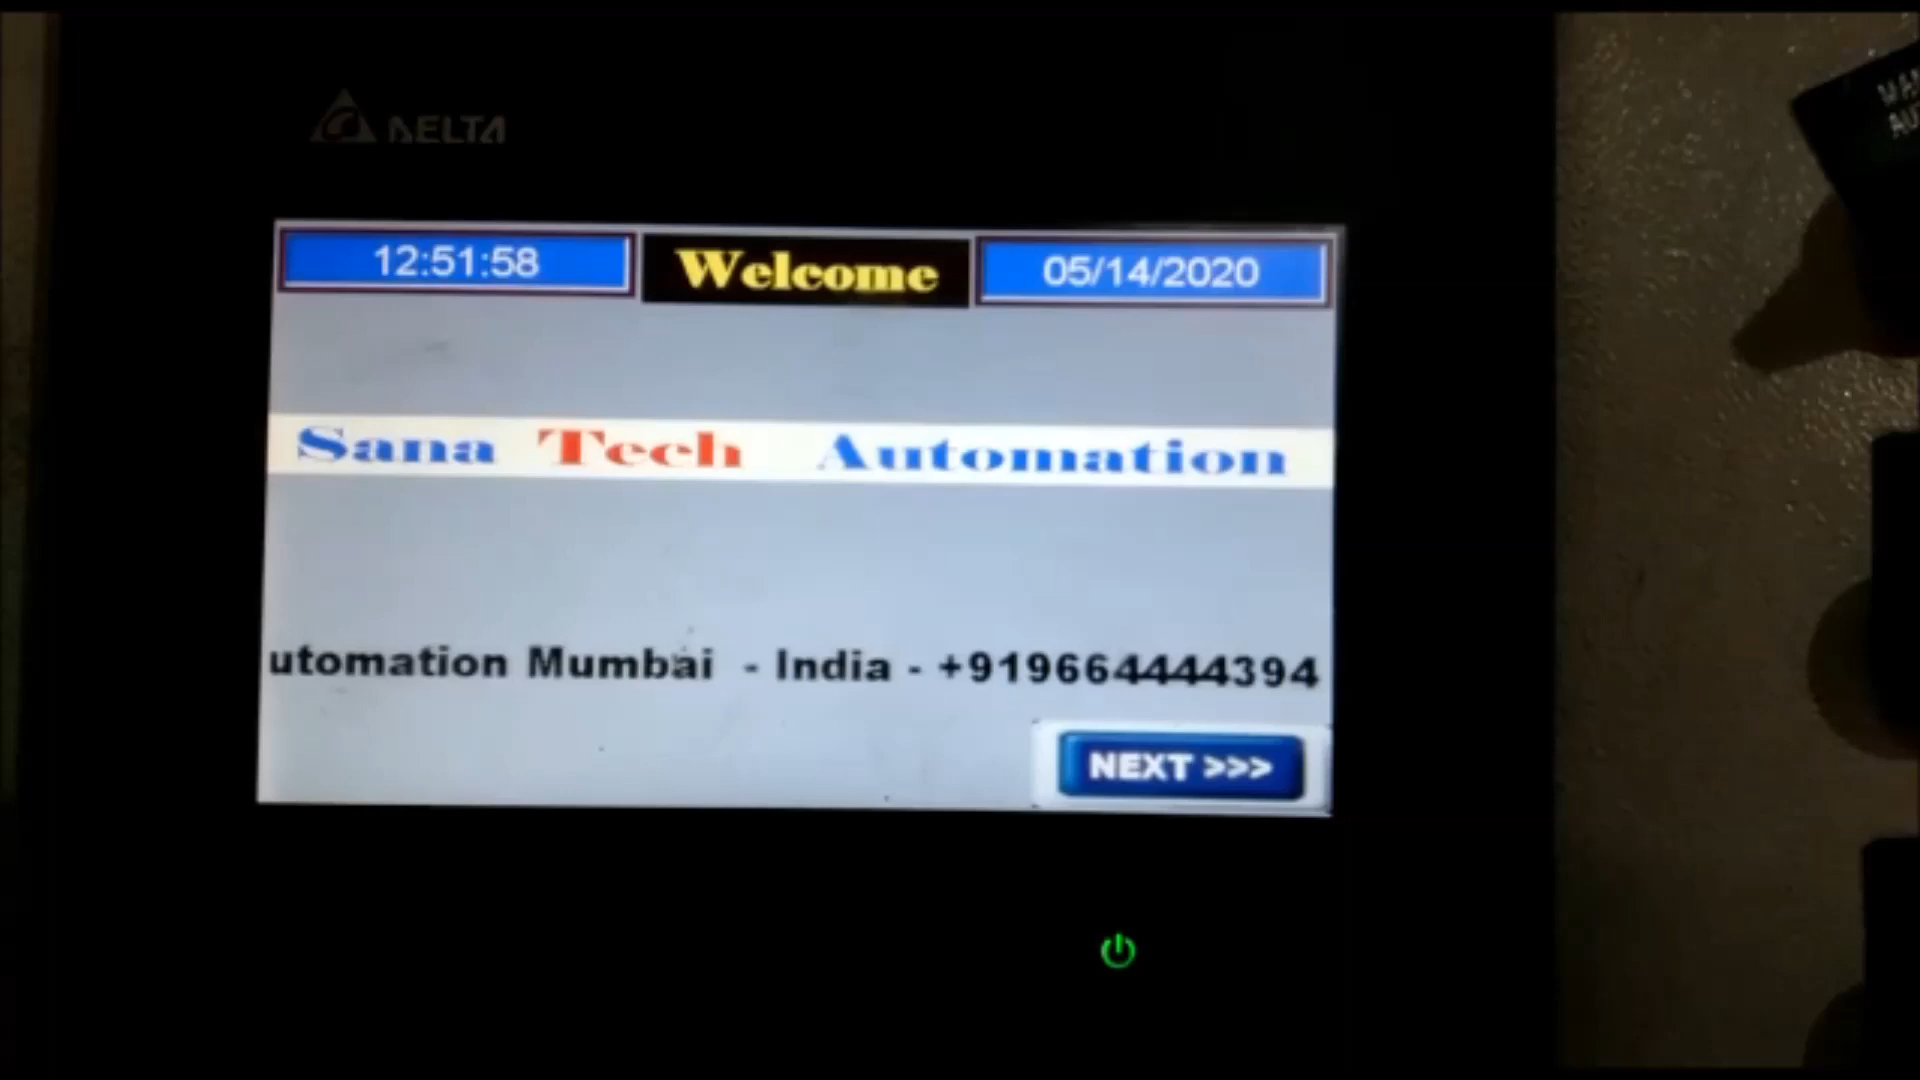 DELTA
12:51:58 Welcome 05/14/2020
Sana Tech Automation
utomation Mumbai - India - +919664444394
NEXT >>>